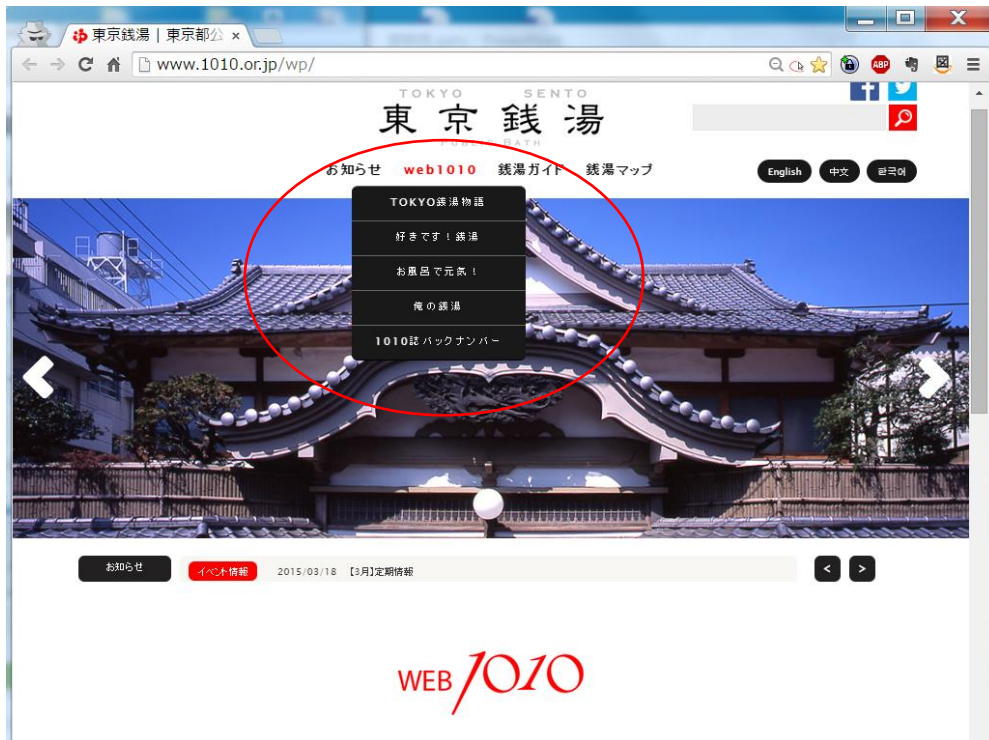 東京銭湯 | 東京都公
www.1010.or.jp/wp/
ABP
TOKYO SENTO
東京銭湯
PUBLIC BATH
お知らせ web1010 銭湯ガイド 銭湯マップ
English 中文 한국어
TOKYO銭湯物語
好きです!銭湯
お風呂で元気!
俺の銭湯
1010誌バックナンバー
お知らせ イベント情報 2015/03/18 【3月】定期情報
WEB 1010